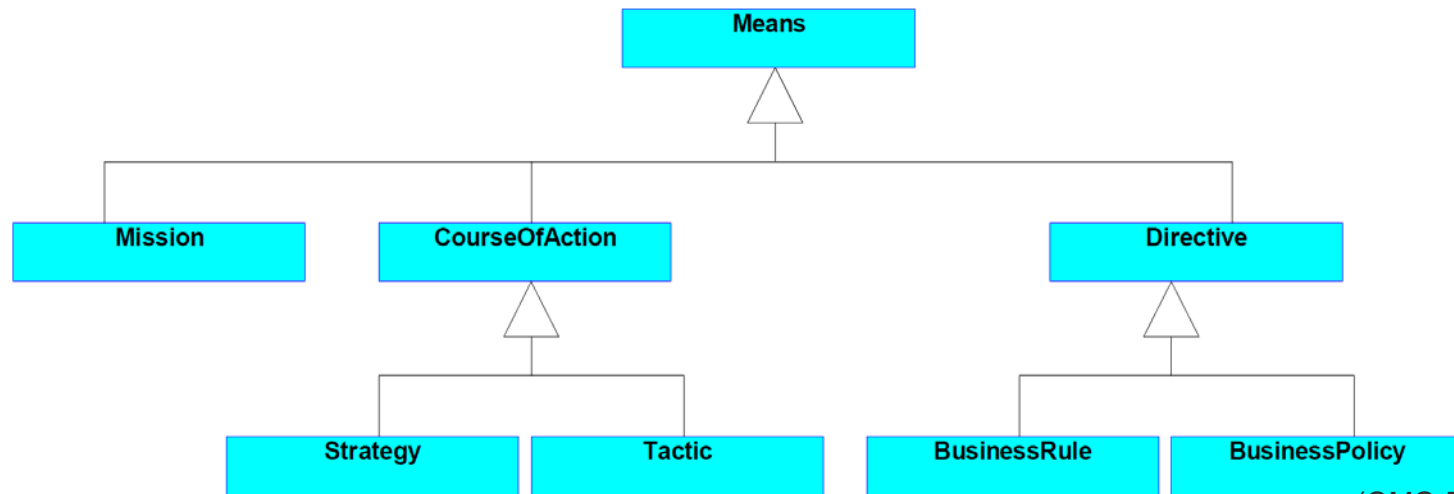 Means
Mission
CourseOfAction
Directive
Strategy
Tactic
BusinessRule
BusinessPolicy